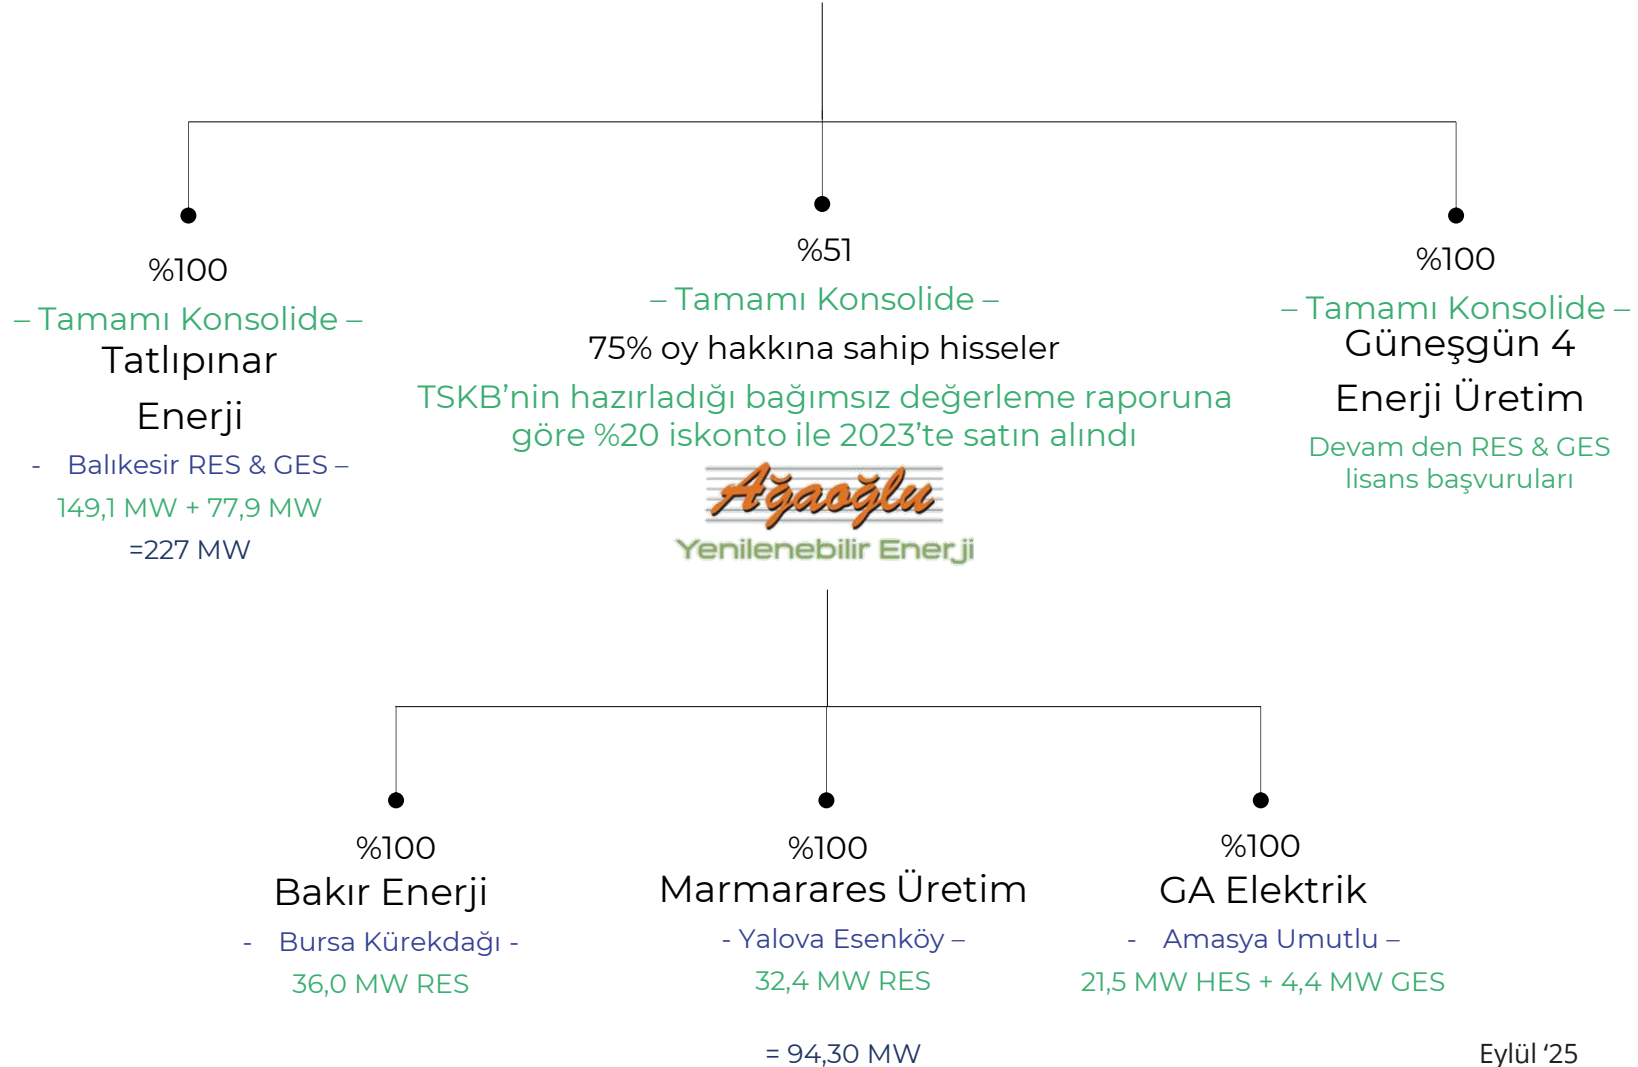 %100
– Tamamı Konsolide –
Tatlıpınar
Enerji
- Balıkesir RES & GES –
149,1 MW + 77,9 MW
=227 MW
%51
– Tamamı Konsolide –
75% oy hakkına sahip hisseler
TSKB’nin hazırladığı bağımsız değerleme raporuna
göre %20 iskonto ile 2023’te satın alındı
Ağaoğlu
Yenilenebilir Enerji
%100
– Tamamı Konsolide –
Güneşgün 4
Enerji Üretim
Devam den RES & GES
lisans başvuruları
%100
Bakır Enerji
- Bursa Kürekdağı -
36,0 MW RES
%100
Marmarares Üretim
- Yalova Esenköy –
32,4 MW RES
%100
GA Elektrik
- Amasya Umutlu –
21,5 MW HES + 4,4 MW GES
= 94,30 MW
Eylül ‘25